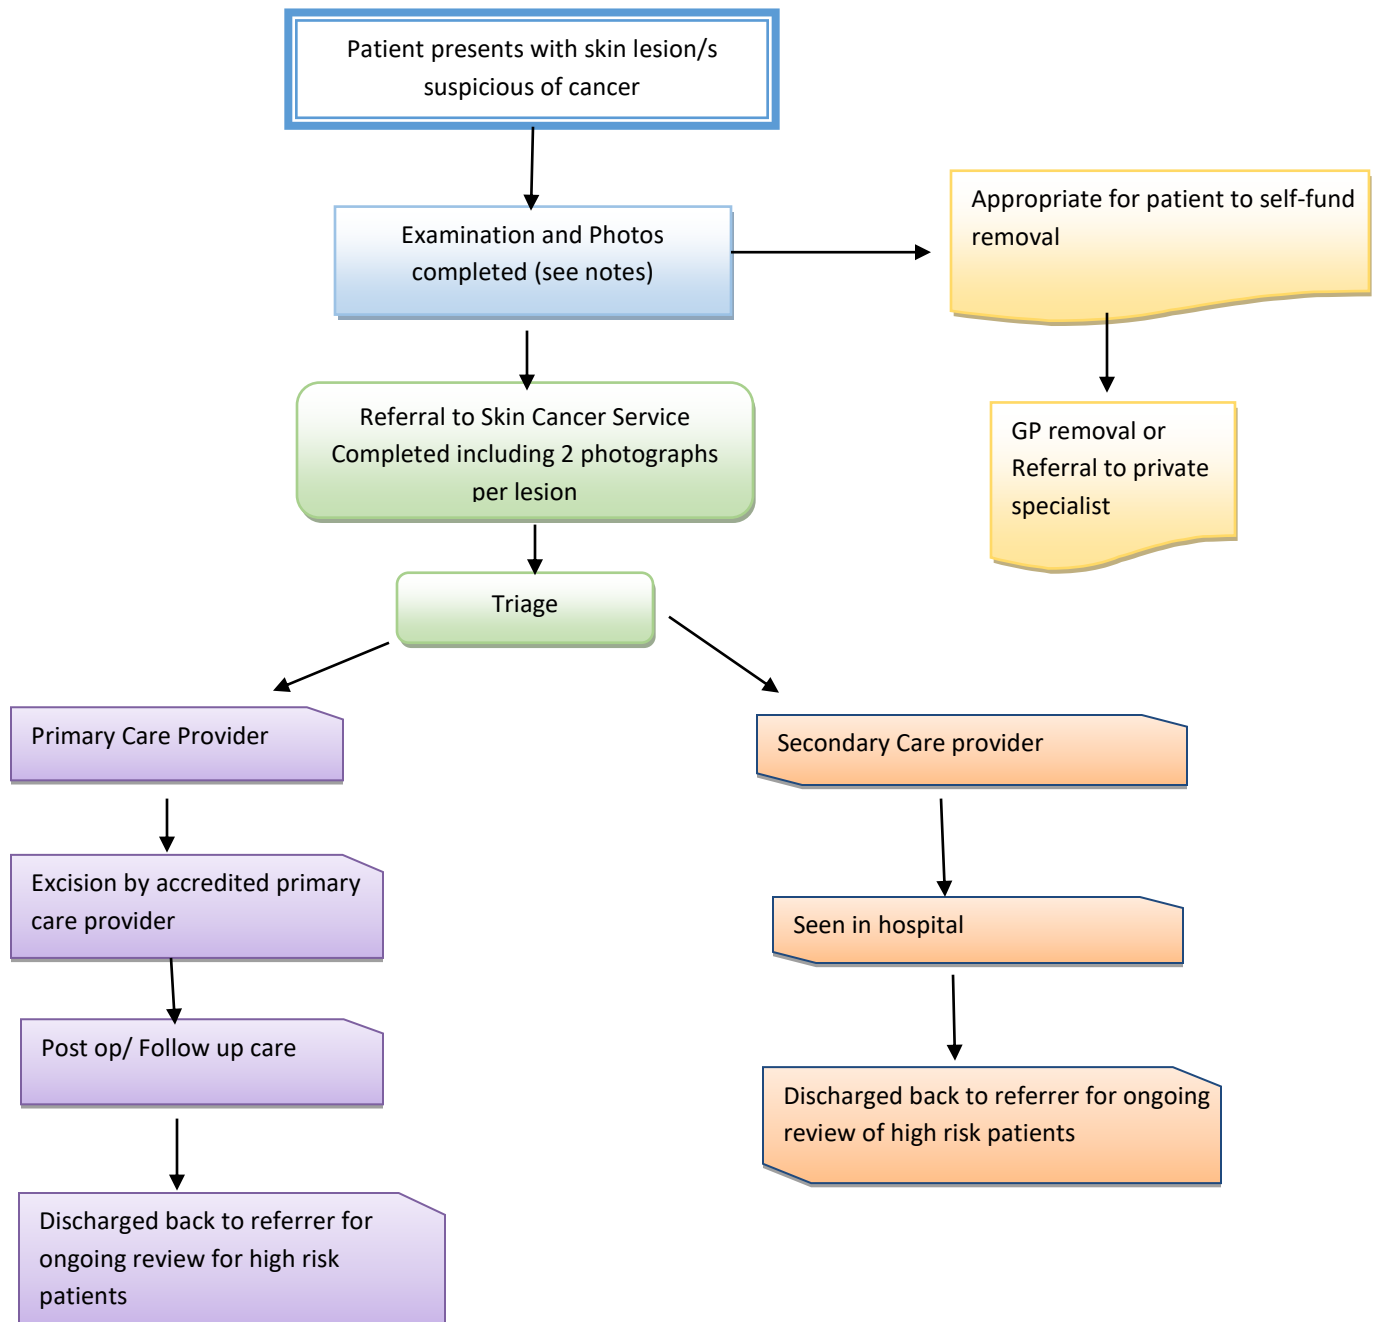 Patient presents with skin lesion/s
suspicious of cancer
Examination and Photos
completed (see notes)
Appropriate for patient to self-fund
removal
Referral to Skin Cancer Service
Completed including 2 photographs
per lesion
GP removal or
Referral to private
specialist
Triage
Primary Care Provider
Secondary Care provider
Excision by accredited primary
care provider
Seen in hospital
Post op/ Follow up care
Discharged back to referrer for ongoing
review of high risk patients
Discharged back to referrer for
ongoing review for high risk
patients